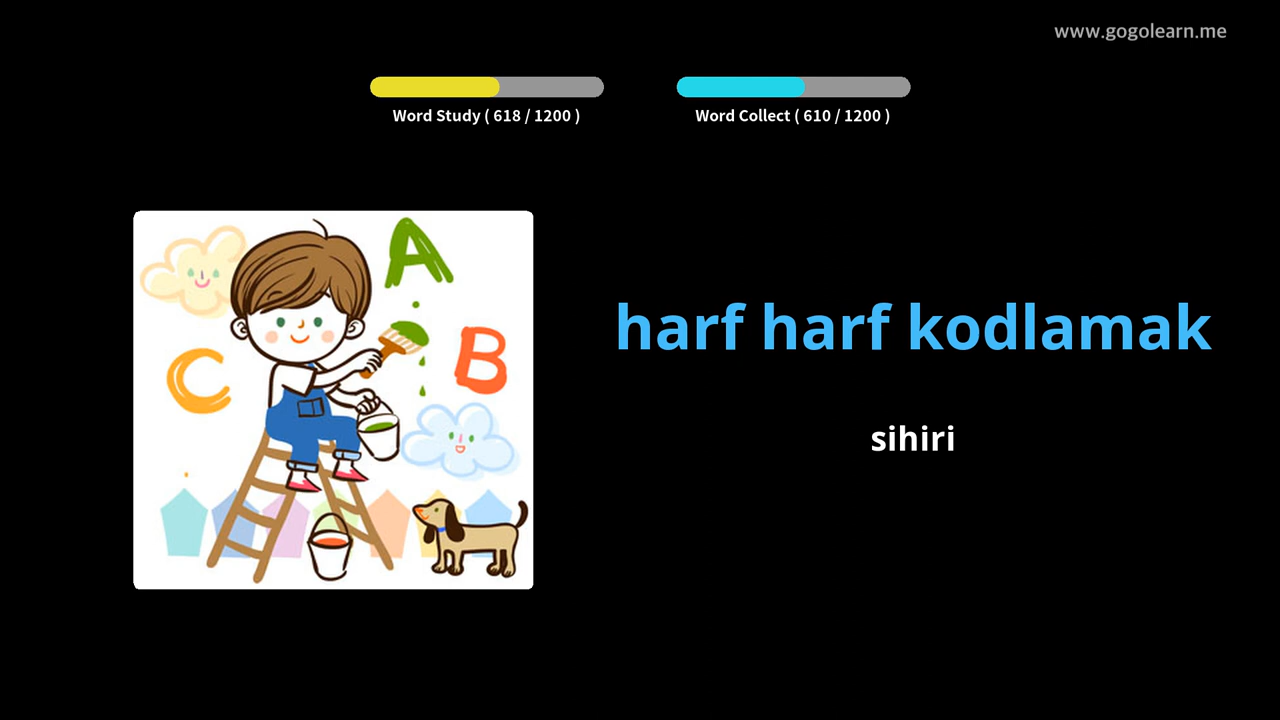 www.gogolearn.me
Word Study ( 618 / 1200 )
Word Collect ( 610 / 1200 )
A
B
C
harf harf kodlamak
sihiri